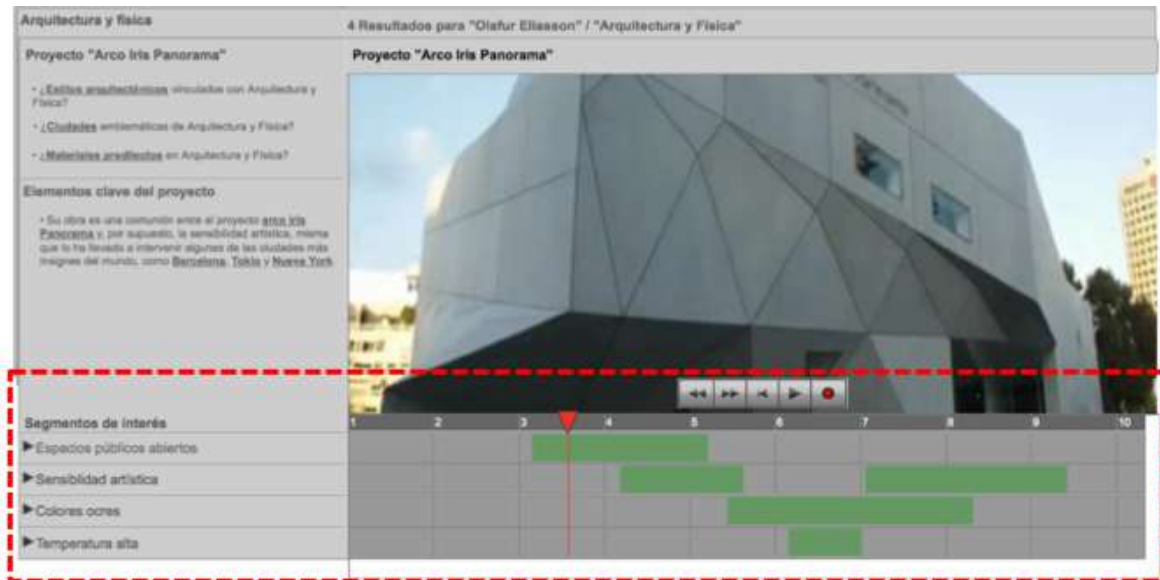 Arquitectura y física
4 Resultados para "Olafur Eliasson" / "Arquitectura y Física"
Proyecto "Arco Iris Panorama"
Proyecto "Arco Iris Panorama"
• ¿Estilos arquitectónicos vinculados con Arquitectura y
Física?
• ¿Ciudades emblemáticas de Arquitectura y Física?
• ¿Materiales predilectos en Arquitectura y Física?
Elementos clave del proyecto
• Su obra es una comunión entre el proyecto arco iris
Panorama y, por supuesto, la sensibilidad artística, misma
que lo ha llevado a intervenir algunas de las ciudades más
insignes del mundo, como Barcelona, Tokio y Nueva York
Segmentos de interés
1 2 3 4 5 6 7 8 9 10
Espacios públicos abiertos
Sensiblidad artística
Colores ocres
Temperatura alta